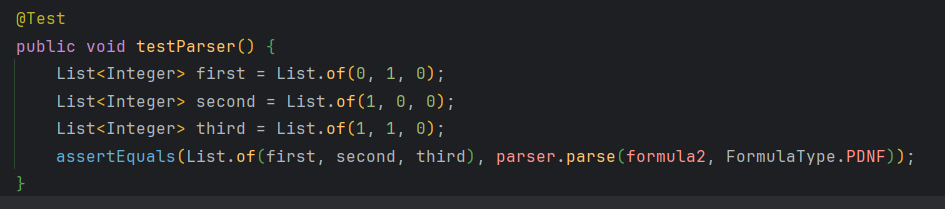 @Test
public void testParser() {
    List<Integer> first = List.of(0, 1, 0);
    List<Integer> second = List.of(1, 0, 0);
    List<Integer> third = List.of(1, 1, 0);
    assertEquals(List.of(first, second, third), parser.parse(formula2, FormulaType.PDNF));
}